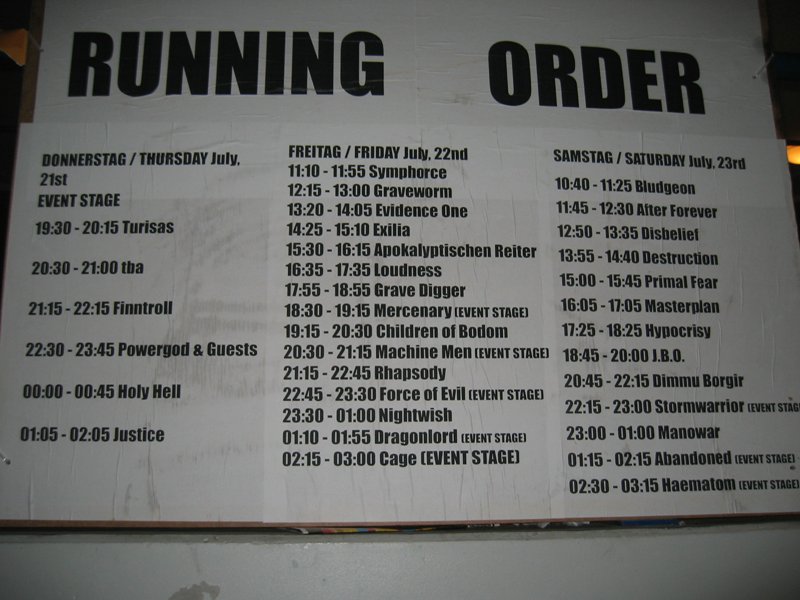 RUNNING ORDER
DONNERSTAG / THURSDAY July,
21st
EVENT STAGE
19:30 - 20:15 Turisas
20:30 - 21:00 tba
21:15 - 22:15 Finntroll
22:30 - 23:45 Powergod & Guests
00:00 - 00:45 Holy Hell
01:05 - 02:05 Justice
FREITAG / FRIDAY July, 22nd
11:10 - 11:55 Symphorce
12:15 - 13:00 Graveworm
13:20 - 14:05 Evidence One
14:25 - 15:10 Exilia
15:30 - 16:15 Apokalyptischen Reiter
16:35 - 17:35 Loudness
17:55 - 18:55 Grave Digger
18:30 - 19:15 Mercenary (EVENT STAGE)
19:15 - 20:30 Children of Bodom
20:30 - 21:15 Machine Men (EVENT STAGE)
21:15 - 22:45 Rhapsody
22:45 - 23:30 Force of Evil (EVENT STAGE)
23:30 - 01:00 Nightwish
01:10 - 01:55 Dragonlord (EVENT STAGE)
02:15 - 03:00 Cage (EVENT STAGE)
SAMSTAG / SATURDAY July, 23rd
10:40 - 11:25 Bludgeon
11:45 - 12:30 After Forever
12:50 - 13:35 Disbelief
13:55 - 14:40 Destruction
15:00 - 15:45 Primal Fear
16:05 - 17:05 Masterplan
17:25 - 18:25 Hypocrisy
18:45 - 20:00 J.B.O.
20:45 - 22:15 Dimmu Borgir
22:15 - 23:00 Stormwarrior (EVENT STAG
23:00 - 01:00 Manowar
01:15 - 02:15 Abandoned (EVENT STAGE)
02:30 - 03:15 Haematom (EVENT STAGE)